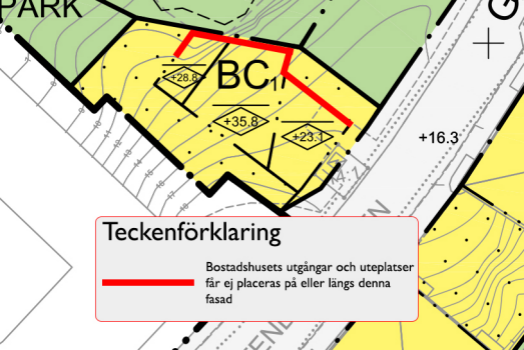 PARK
G
+28.8
BC1
+35.8
+23.1
+16.3
Teckenförklaring
Bostadshusets utgångar och uteplatser
får ej placeras på eller längs denna
fasad